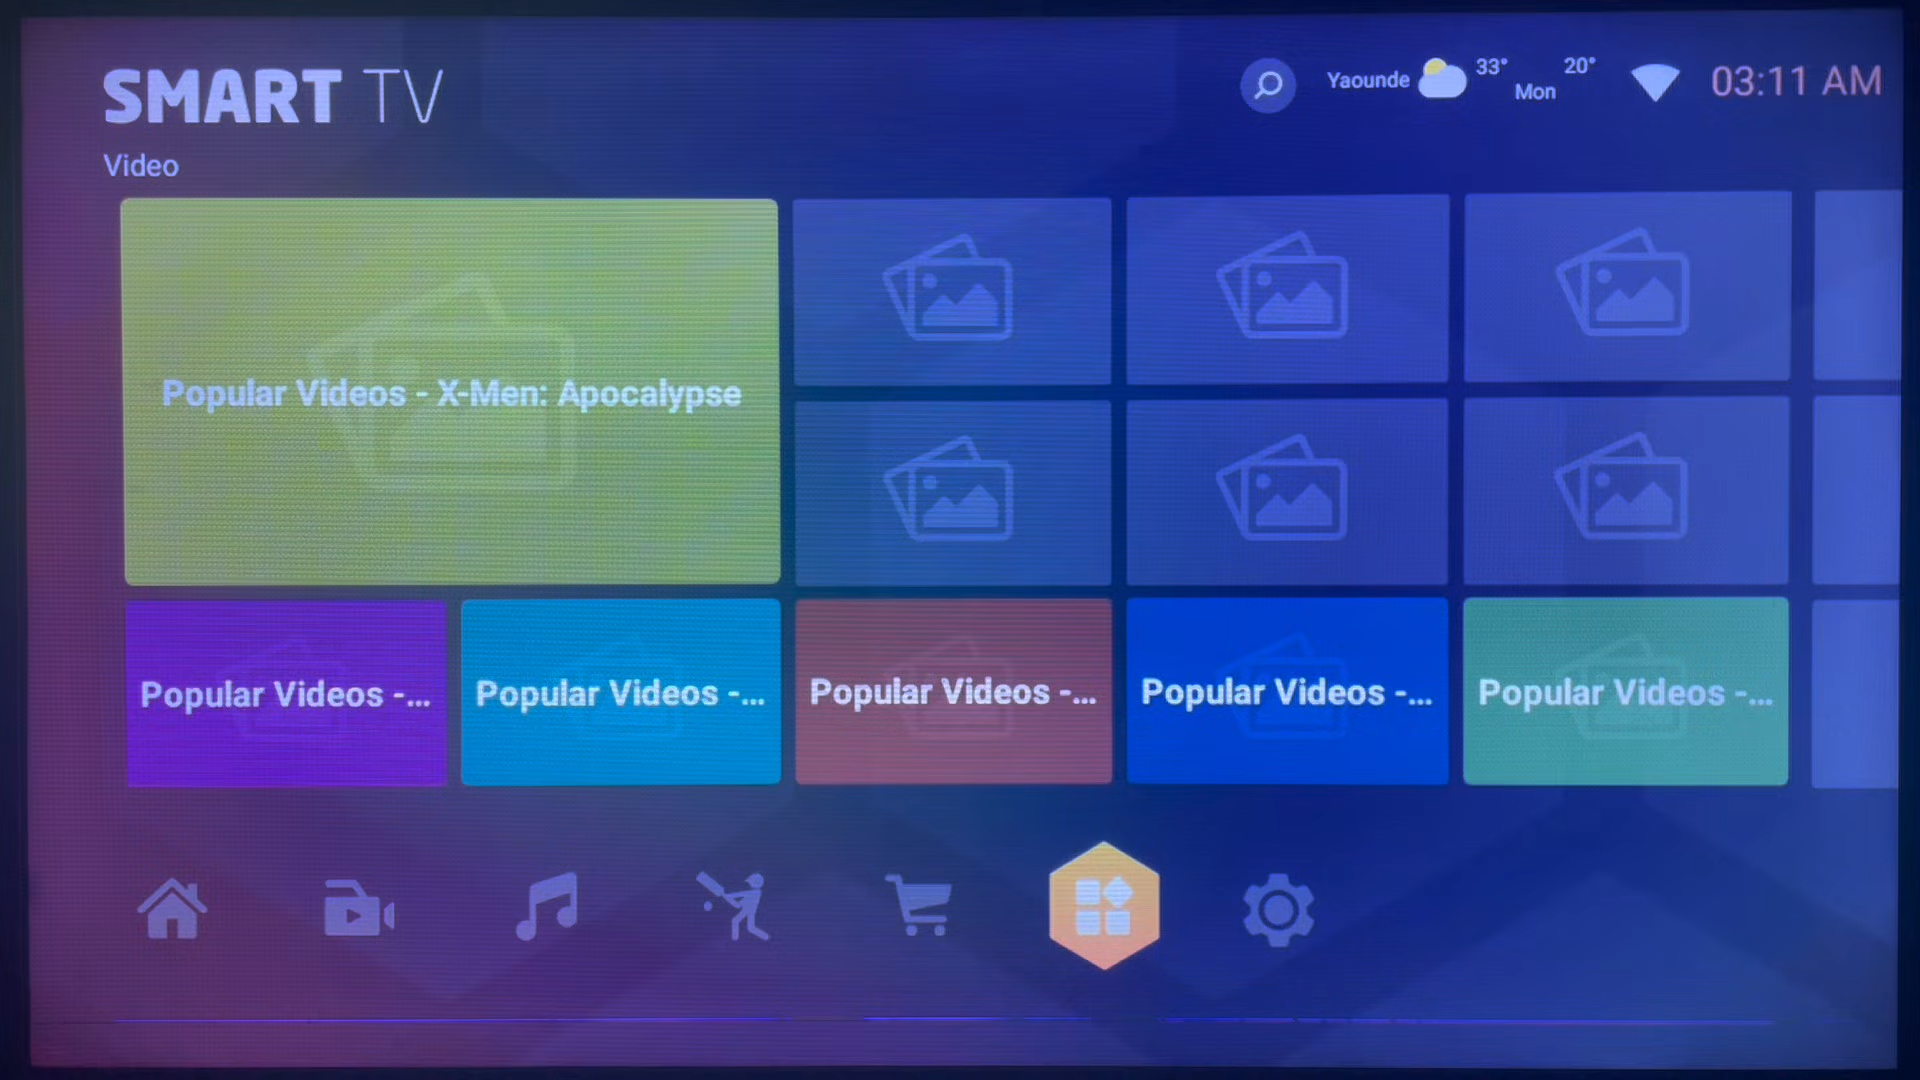 SMART TV
Yaounde 33° Mon 20° 03:11 AM
Video
Popular Videos - X-Men: Apocalypse
Popular Videos -...
Popular Videos -...
Popular Videos -...
Popular Videos -...
Popular Videos -...